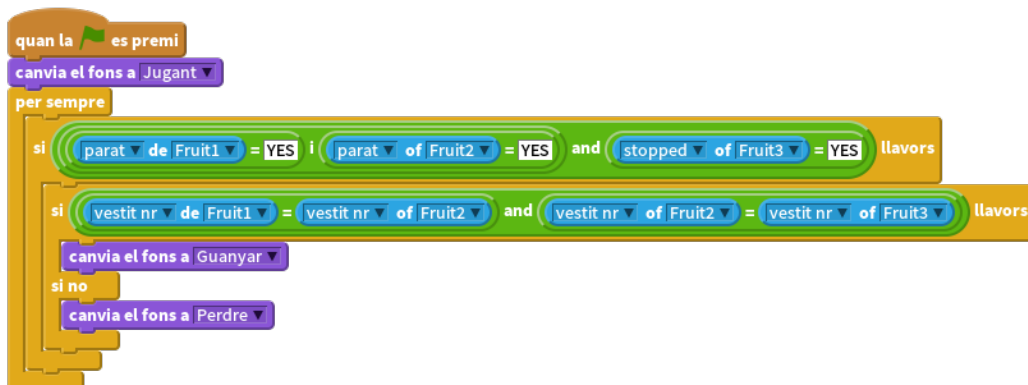 quan la es premi
canvia el fons a Jugant
per sempre
si parat de Fruit1 = YES i parat of Fruit2 = YES and stopped of Fruit3 = YES llavors
si vestit nr de Fruit1 = vestit nr of Fruit2 and vestit nr of Fruit2 = vestit nr of Fruit3 llavors
canvia el fons a Guanyar
si no
canvia el fons a Perdre